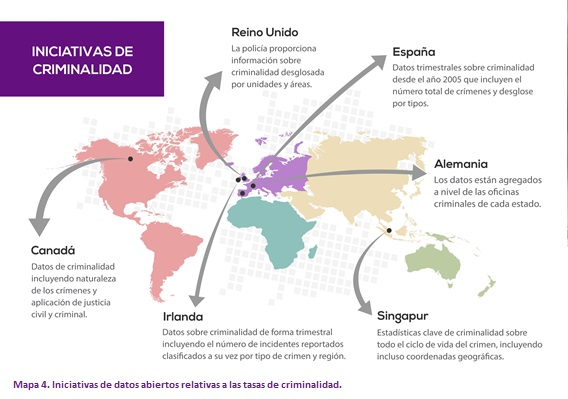 INICIATIVAS DE
CRIMINALIDAD
Reino Unido
La policía proporciona
información sobre
criminalidad desglosada
por unidades y áreas.
España
Datos trimestrales sobre criminalidad
desde el año 2005 que incluyen el
número total de crímenes y desglose
por tipos.
Alemania
Los datos están agregados
a nivel de las oficinas
criminales de cada estado.
Canadá
Datos de criminalidad
incluyendo naturaleza
de los crímenes y
aplicación de justicia
civil y criminal.
Irlanda
Datos sobre criminalidad de forma trimestral
incluyendo el número de incidentes reportados
clasificados a su vez por tipo de crimen y región.
Singapur
Estadísticas clave de criminalidad sobre
todo el ciclo de vida del crimen, incluyendo
incluso coordenadas geográficas.
Mapa 4. Iniciativas de datos abiertos relativas a las tasas de criminalidad.